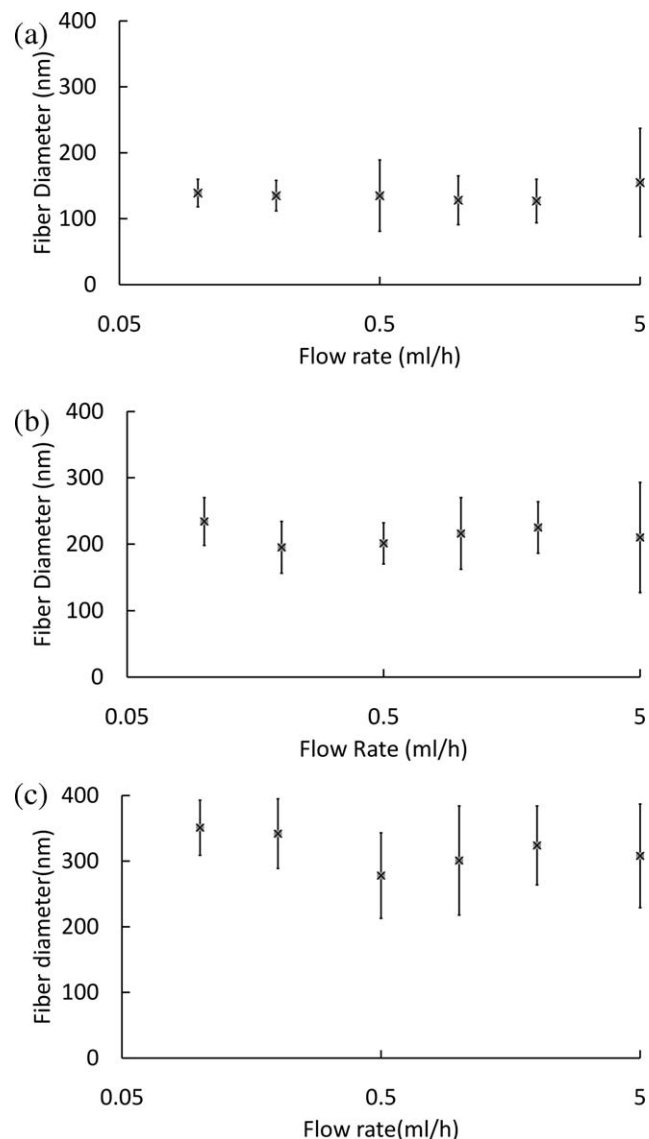 (a)
400
300
200
100
0
Fiber Diameter (nm)
0.05 0.5 5
Flow rate (ml/h)
(b)
400
300
200
100
0
Fiber Diameter (nm)
0.05 0.5 5
Flow Rate (ml/h)
(c)
400
300
200
100
0
Fiber diameter(nm)
0.05 0.5 5
Flow rate(ml/h)